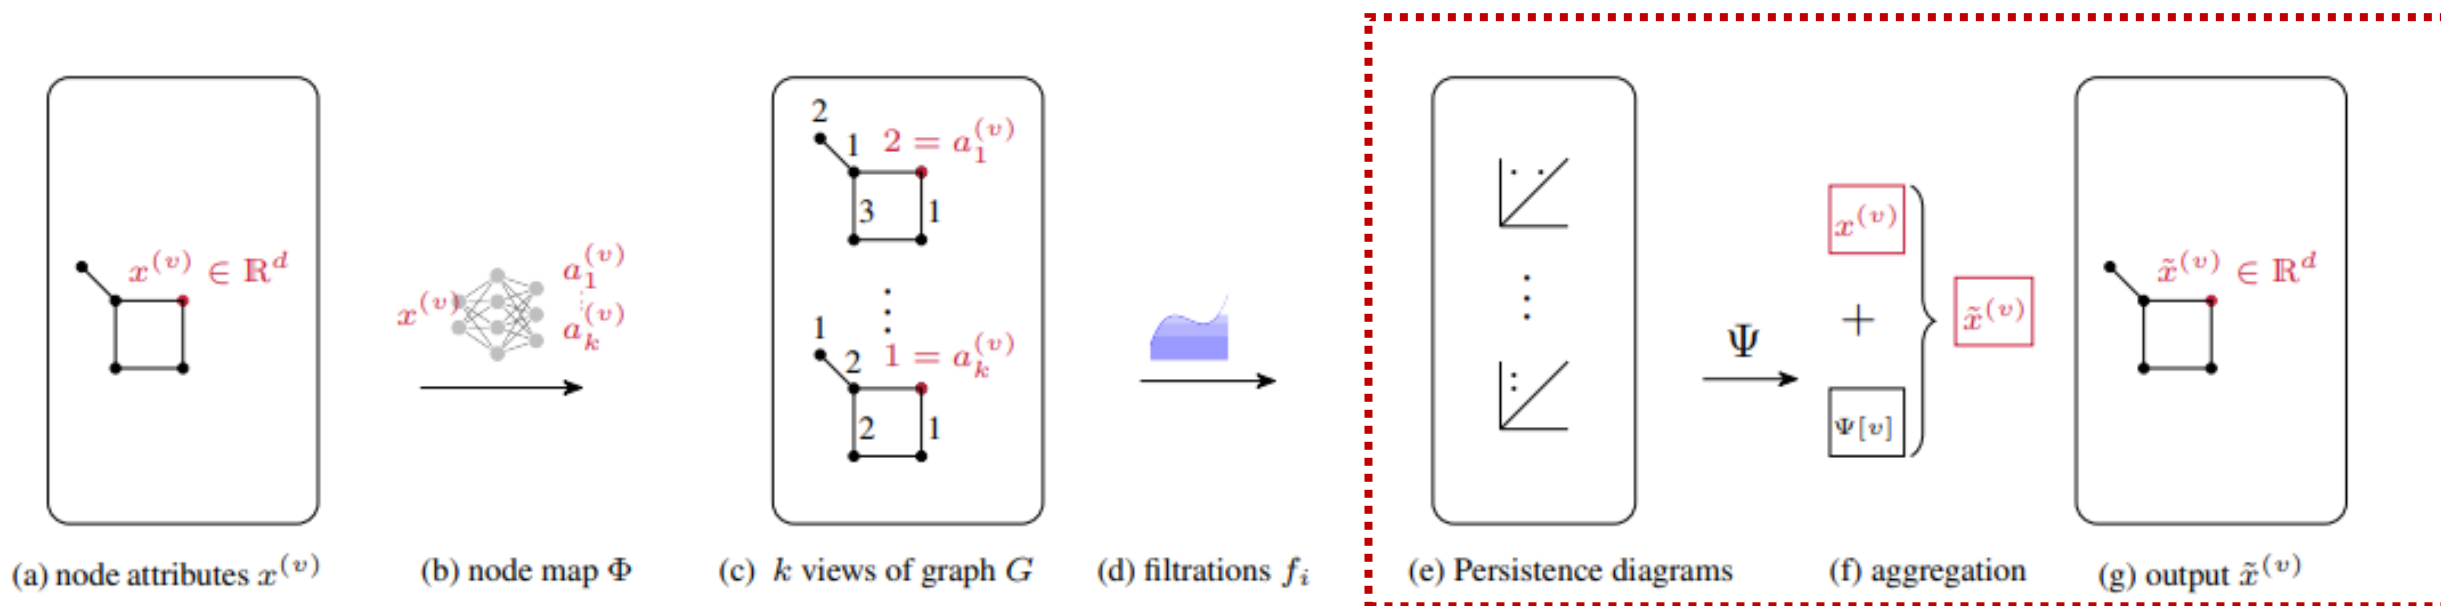 x^(v) ∈ ℝ^d
(a) node attributes x^(v)
x^(v)
a_1^(v)
⋮
a_k^(v)
(b) node map Φ
2
1
2 = a_1^(v)
3
1
⋮
1
2
1 = a_k^(v)
2
1
(c) k views of graph G
(d) filtrations f_i
⋮
(e) Persistence diagrams
Ψ
x^(v)
+
Ψ[v]
x̃^(v)
(f) aggregation
x̃^(v) ∈ ℝ^d
(g) output x̃^(v)